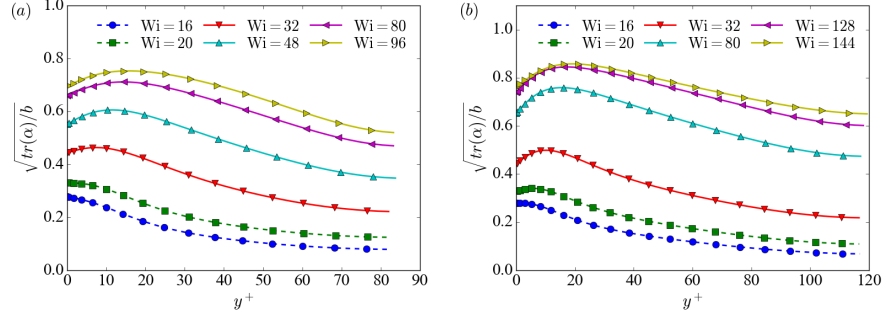 (a)
Wi = 16 Wi = 32 Wi = 80
Wi = 20 Wi = 48 Wi = 96
1.0
0.8
0.6
0.4
0.2
0.0
√tr(α)/b
0 10 20 30 40 50 60 70 80 90
y⁺
(b)
Wi = 16 Wi = 32 Wi = 128
Wi = 20 Wi = 80 Wi = 144
1.0
0.8
0.6
0.4
0.2
0.0
√tr(α)/b
0 20 40 60 80 100 120
y⁺